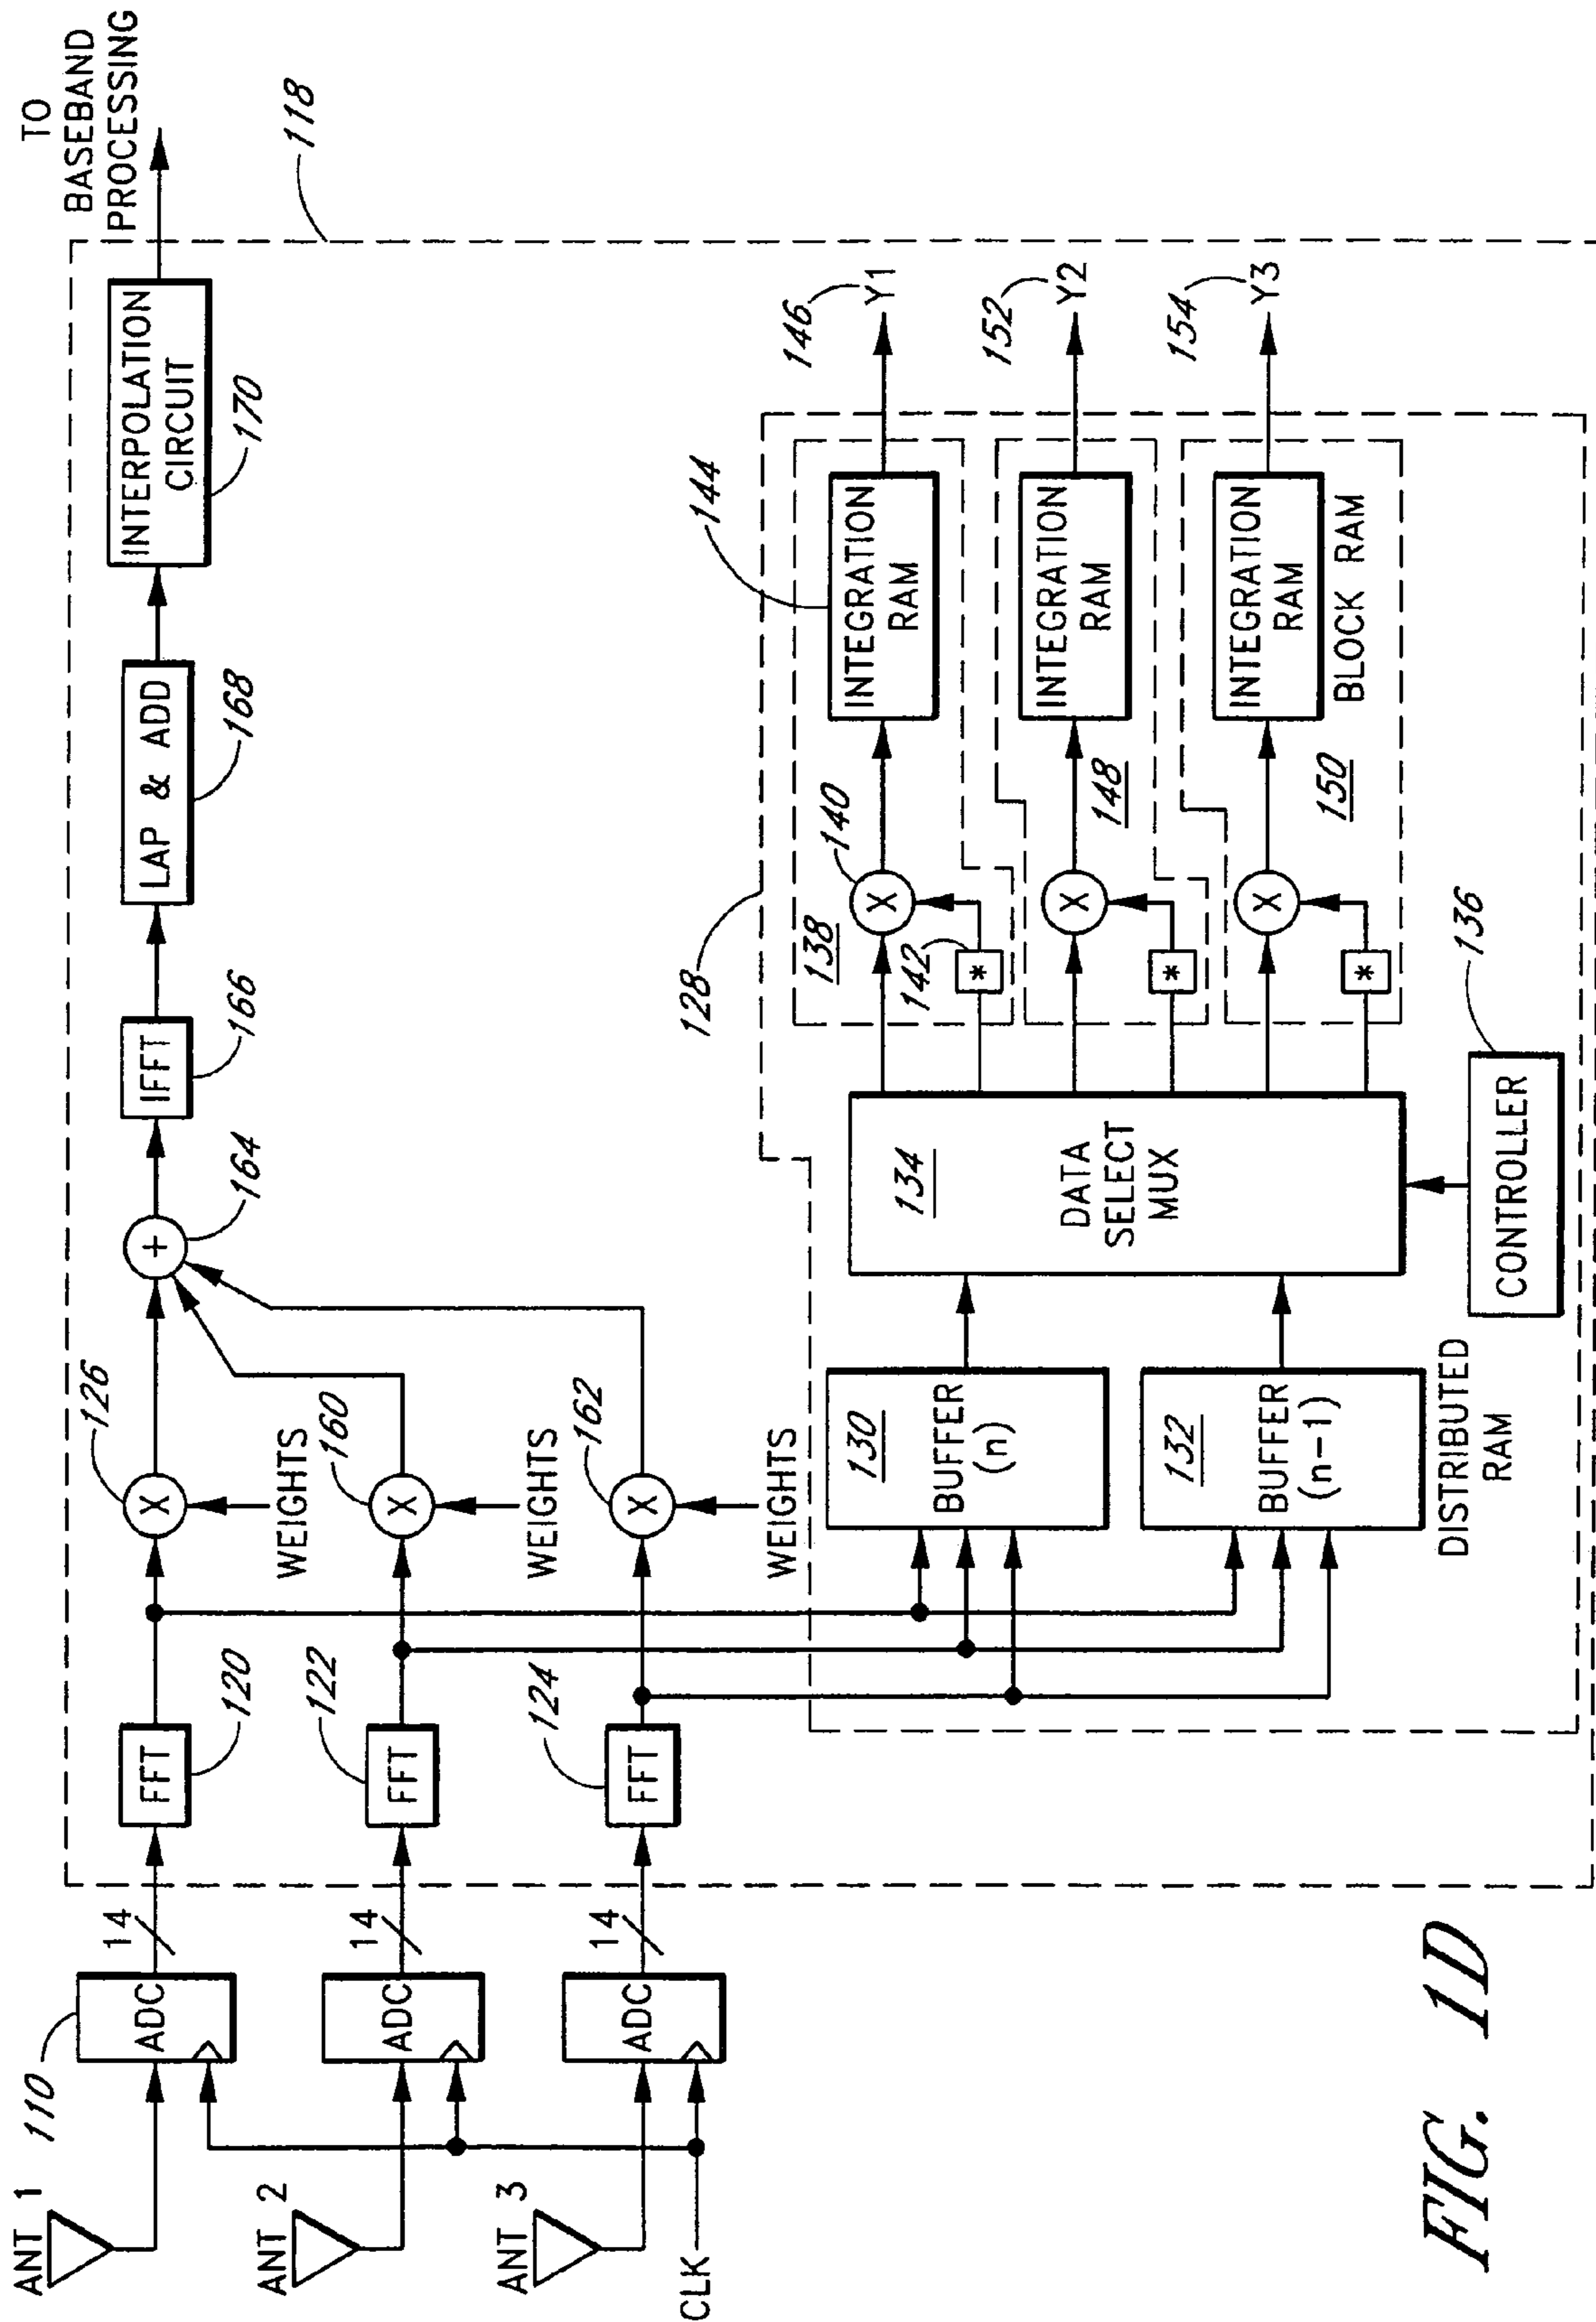 ANT 1
110
ADC
14
FFT
120
126
X
WEIGHTS
+
164
IFFT
166
LAP & ADD
168
INTERPOLATION
CIRCUIT
170
TO
BASEBAND
PROCESSING
118
ANT 2
ADC
14
FFT
122
160
X
WEIGHTS
ANT 3
CLK
ADC
14
FFT
124
162
X
WEIGHTS
128
130
BUFFER
(n)
132
BUFFER
(n-1)
DISTRIBUTED
RAM
134
DATA
SELECT
MUX
CONTROLLER
136
138
140
X
142
*
144
INTEGRATION
RAM
146
Y1
X
*
148
INTEGRATION
RAM
152
Y2
X
*
150
INTEGRATION
RAM
BLOCK RAM
154
Y3
FIG. 1D